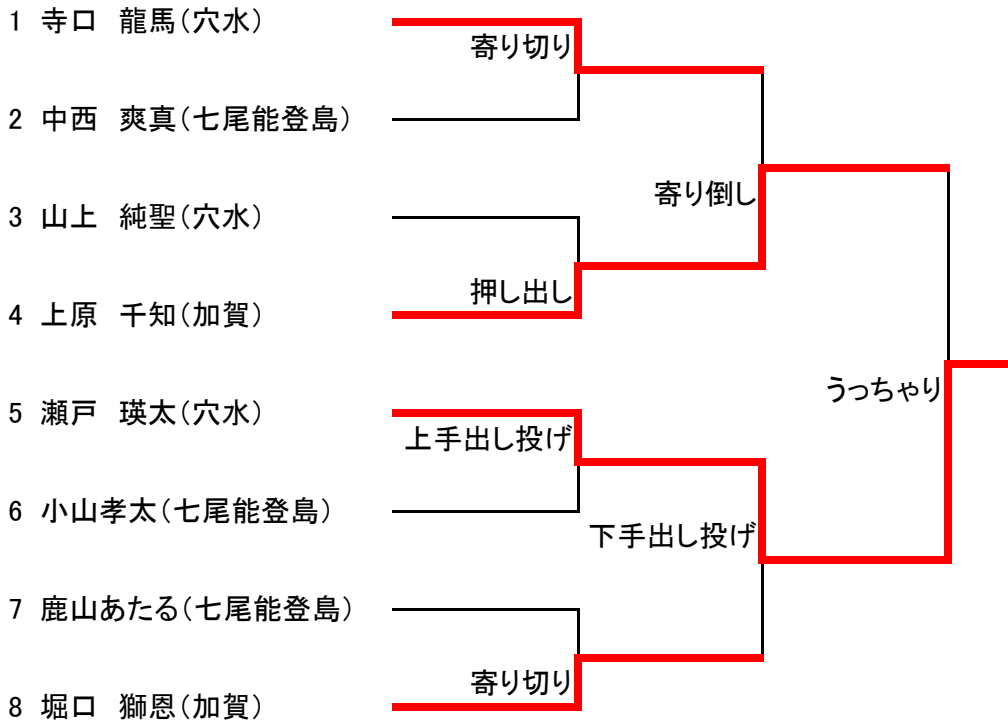 1 寺口 龍馬(穴水)
寄り切り
2 中西 爽真(七尾能登島)
寄り倒し
3 山上 純聖(穴水)
押し出し
4 上原 千知(加賀)
うっちゃり
5 瀬戸 瑛太(穴水)
上手出し投げ
6 小山孝太(七尾能登島)
下手出し投げ
7 鹿山あたる(七尾能登島)
寄り切り
8 堀口 獅恩(加賀)